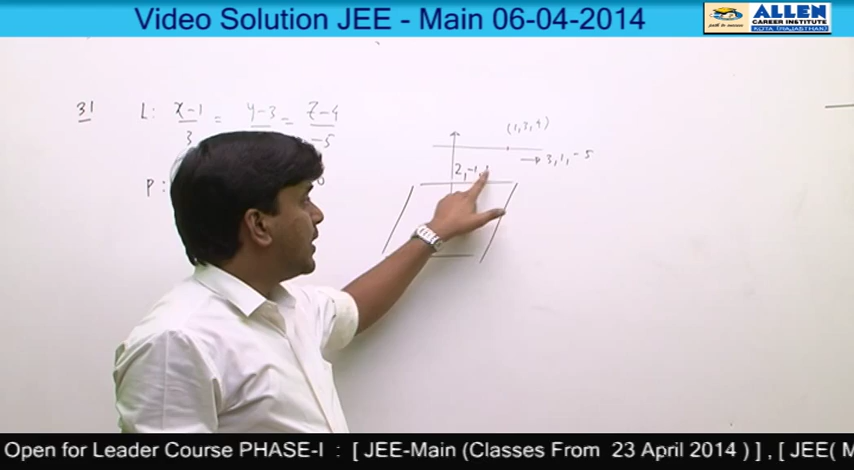 Video Solution JEE - Main 06-04-2014
ALLEN
CAREER INSTITUTE
KOTA (RAJASTHAN)
31 L: x-1 = y-3 = z-4
3 -5
P: 0
(1,3,4)
→ 3,1,-5
2,-1,
Open for Leader Course PHASE-I : [ JEE-Main (Classes From 23 April 2014 ) ] , [ JEE( M